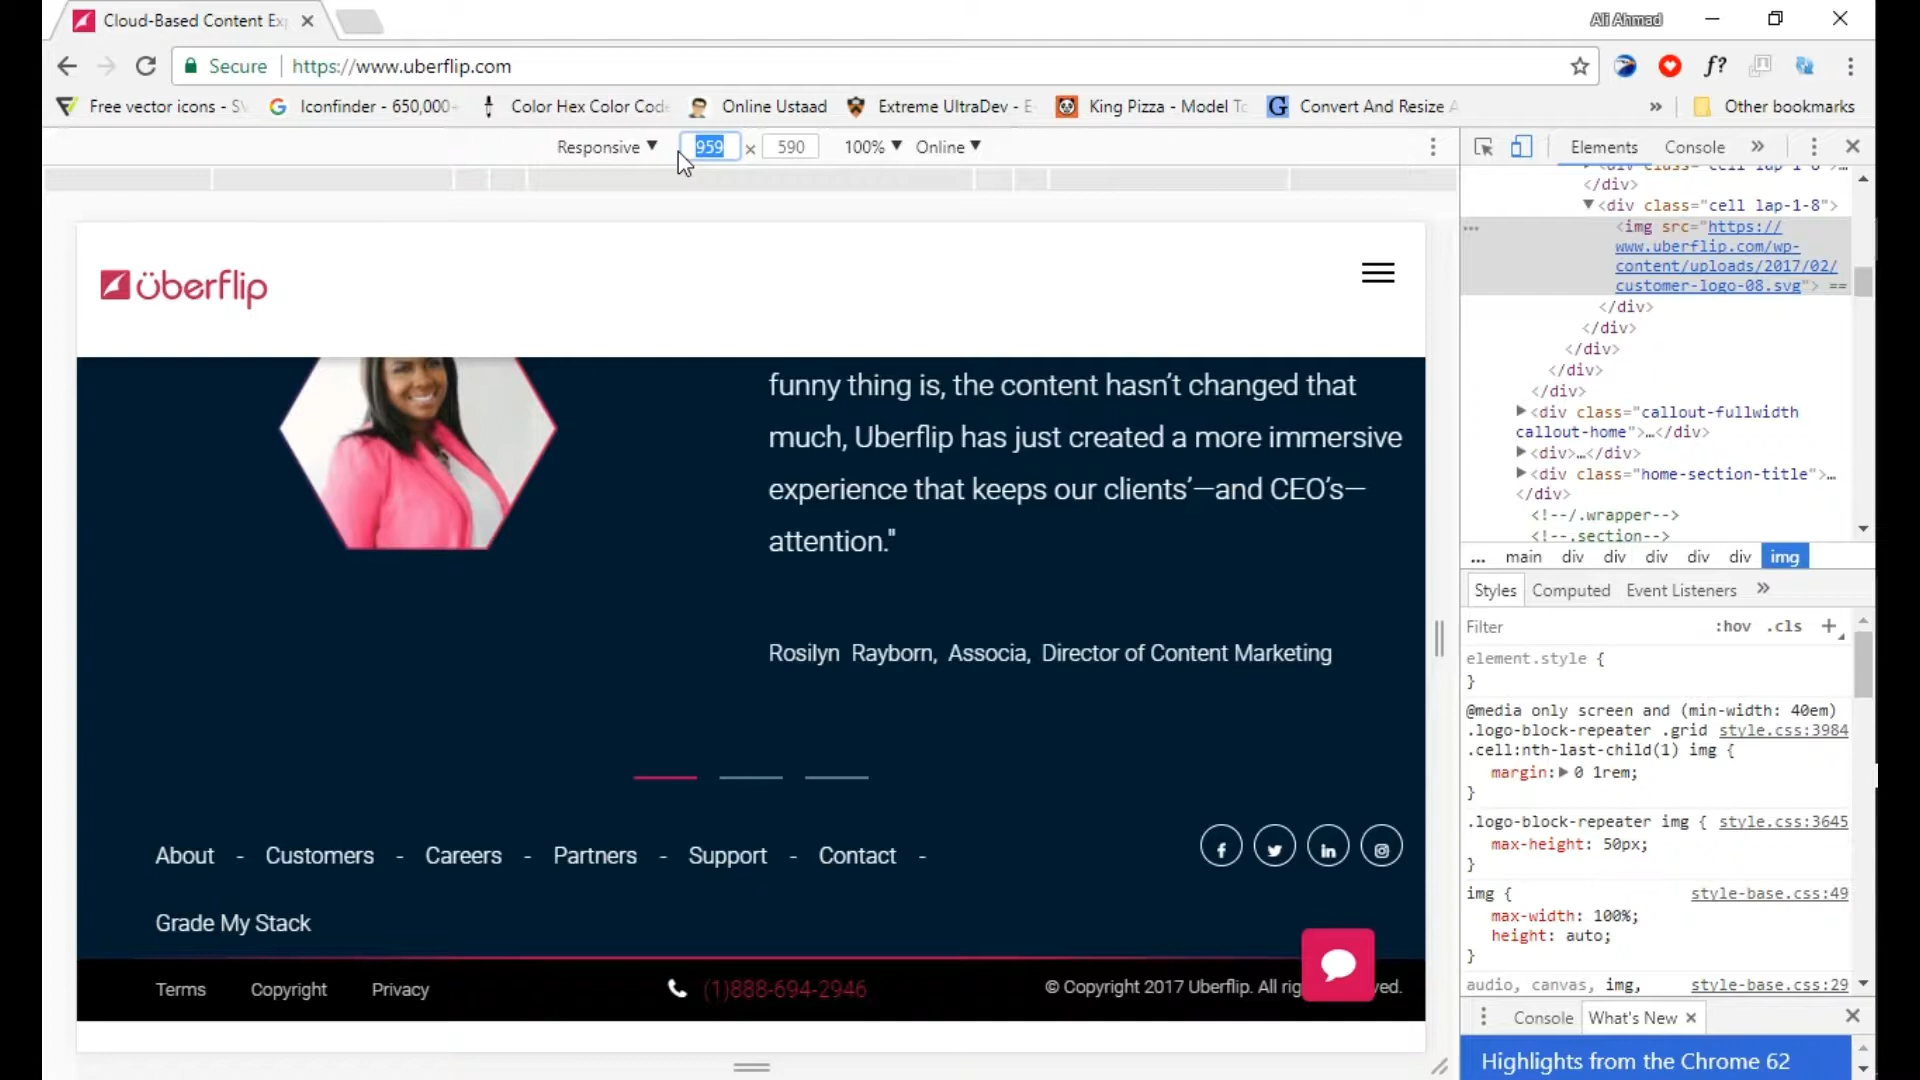 Cloud-Based Content Ex
Ali Ahmad
Secure https://www.uberflip.com
f?
Free vector icons - SV
Iconfinder - 650,000+
Color Hex Color Code
Online Ustaad
Extreme UltraDev - E
King Pizza - Model To
Convert And Resize A
»
Other bookmarks
Responsive ▼ 959 × 590 100% ▼ Online ▼
Elements Console »
</div>
▼<div class="cell lap-1-8">
<img src="https://
www.uberflip.com/wp-
content/uploads/2017/02/
customer-logo-08.svg"> ==
</div>
</div>
</div>
</div>
</div>
▶<div class="callout-fullwidth
callout-home">…</div>
▶<div>…</div>
▶<div class="home-section-title">…
</div>
<!--/.wrapper-->
<!--.section-->
... main div div div div div img
Styles Computed Event Listeners »
Filter :hov .cls +
element.style {
}
@media only screen and (min-width: 40em)
.logo-block-repeater .grid style.css:3984
.cell:nth-last-child(1) img {
margin:▶ 0 1rem;
}
.logo-block-repeater img { style.css:3645
max-height: 50px;
}
img { style-base.css:49
max-width: 100%;
height: auto;
}
audio, canvas, img, style-base.css:29
Console What's New ×
Highlights from the Chrome 62
überflip
funny thing is, the content hasn’t changed that
much, Uberflip has just created a more immersive
experience that keeps our clients’—and CEO’s—
attention."
Rosilyn Rayborn, Associa, Director of Content Marketing
About - Customers - Careers - Partners - Support - Contact -
Grade My Stack
Terms Copyright Privacy
(1)888-694-2946
© Copyright 2017 Uberflip. All rig ved.